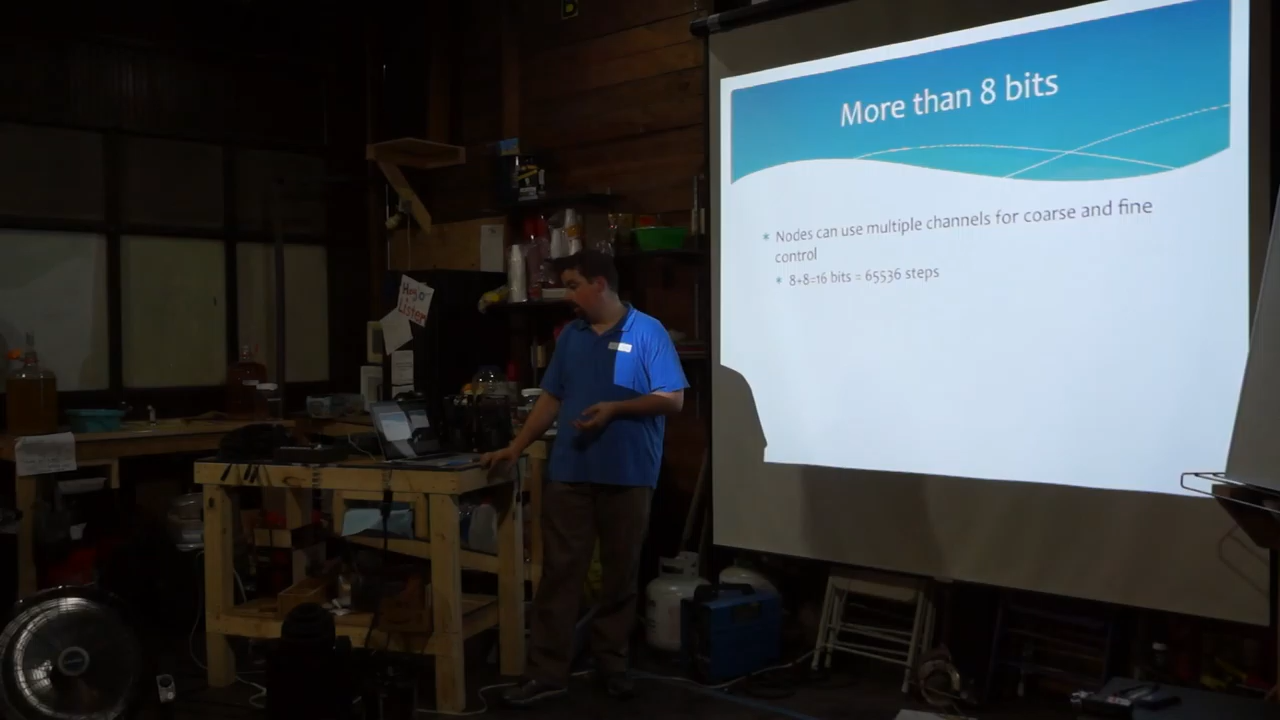 More than 8 bits
Nodes can use multiple channels for coarse and fine
control
8+8=16 bits = 65536 steps